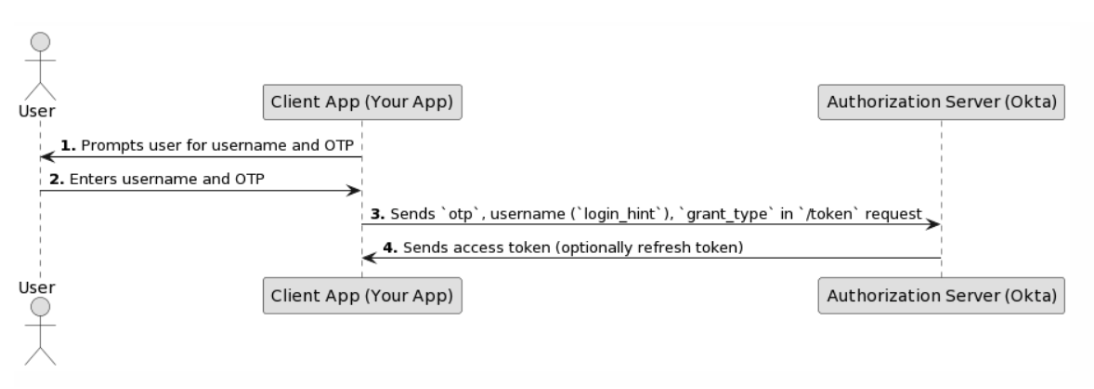 User
Client App (Your App)
Authorization Server (Okta)
1. Prompts user for username and OTP
2. Enters username and OTP
3. Sends `otp`, username (`login_hint`), `grant_type` in `/token` request
4. Sends access token (optionally refresh token)
User
Client App (Your App)
Authorization Server (Okta)